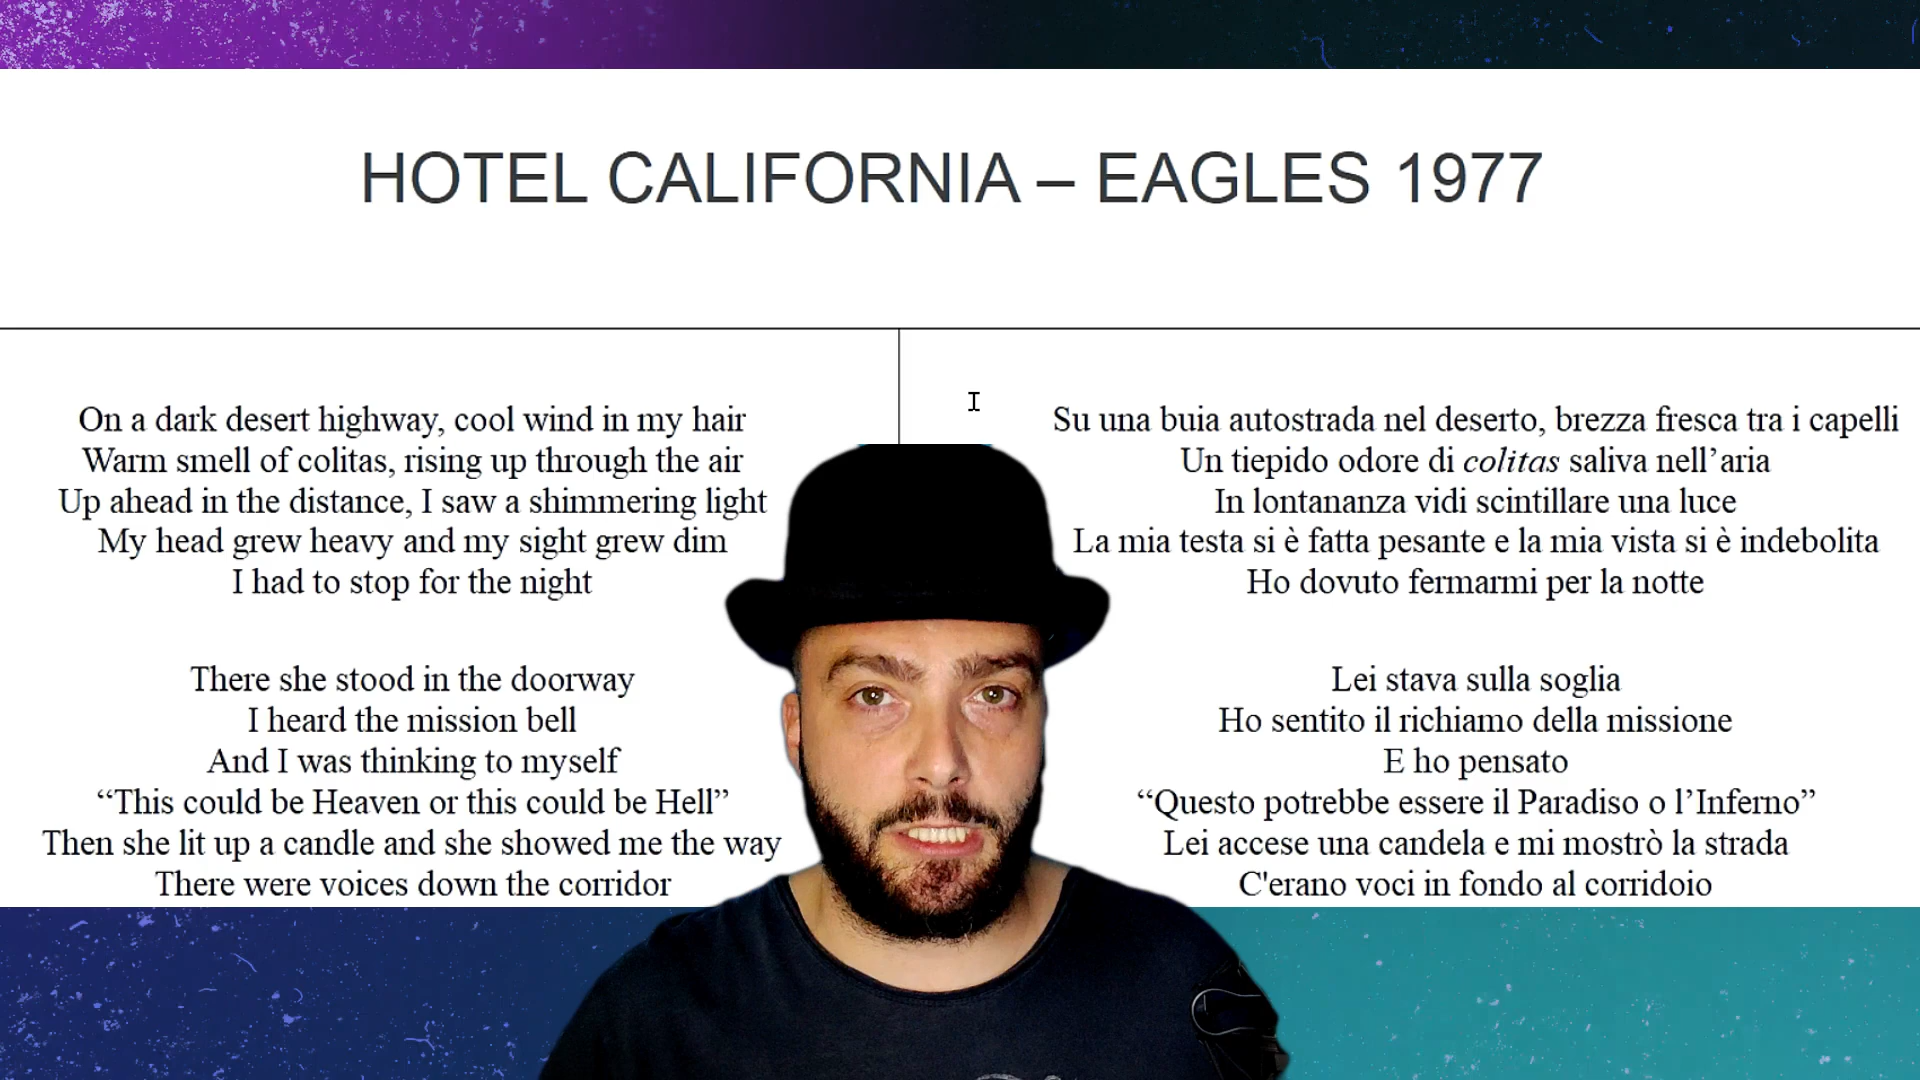 HOTEL CALIFORNIA – EAGLES 1977
On a dark desert highway, cool wind in my hair
Warm smell of colitas, rising up through the air
Up ahead in the distance, I saw a shimmering light
My head grew heavy and my sight grew dim
I had to stop for the night
There she stood in the doorway
I heard the mission bell
And I was thinking to myself
“This could be Heaven or this could be Hell”
Then she lit up a candle and she showed me the way
There were voices down the corridor
Su una buia autostrada nel deserto, brezza fresca tra i capelli
Un tiepido odore di colitas saliva nell’aria
In lontananza vidi scintillare una luce
La mia testa si è fatta pesante e la mia vista si è indebolita
Ho dovuto fermarmi per la notte
Lei stava sulla soglia
Ho sentito il richiamo della missione
E ho pensato
“Questo potrebbe essere il Paradiso o l’Inferno”
Lei accese una candela e mi mostrò la strada
C'erano voci in fondo al corridoio